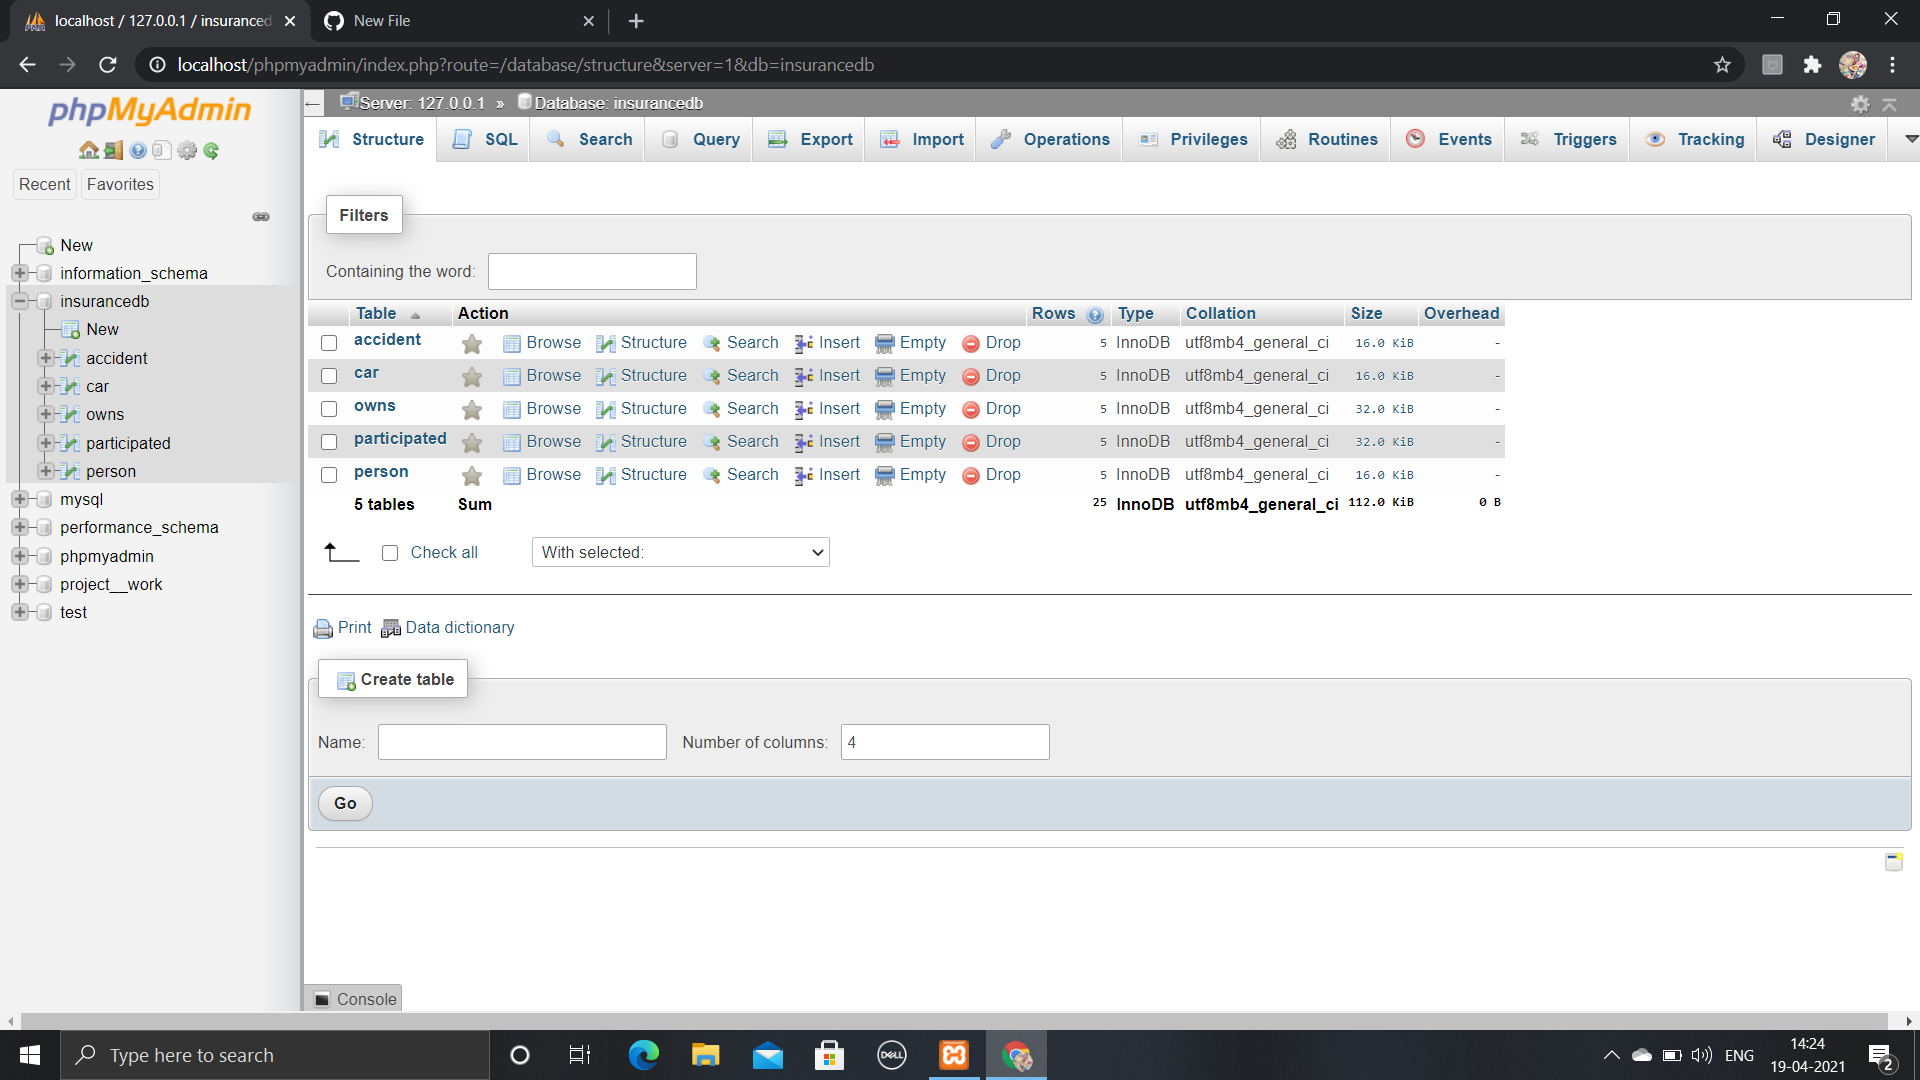 localhost / 127.0.0.1 / insuranced
New File
localhost/phpmyadmin/index.php?route=/database/structure&server=1&db=insurancedb
phpMyAdmin
Recent Favorites
New
information_schema
insurancedb
New
accident
car
owns
participated
person
mysql
performance_schema
phpmyadmin
project__work
test
Server: 127.0.0.1 » Database: insurancedb
Structure SQL Search Query Export Import Operations Privileges Routines Events Triggers Tracking Designer
Filters
Containing the word:
Table Action Rows Type Collation Size Overhead
accident Browse Structure Search Insert Empty Drop 5 InnoDB utf8mb4_general_ci 16.0 KiB -
car Browse Structure Search Insert Empty Drop 5 InnoDB utf8mb4_general_ci 16.0 KiB -
owns Browse Structure Search Insert Empty Drop 5 InnoDB utf8mb4_general_ci 32.0 KiB -
participated Browse Structure Search Insert Empty Drop 5 InnoDB utf8mb4_general_ci 32.0 KiB -
person Browse Structure Search Insert Empty Drop 5 InnoDB utf8mb4_general_ci 16.0 KiB -
5 tables Sum 25 InnoDB utf8mb4_general_ci 112.0 KiB 0 B
Check all With selected:
Print Data dictionary
Create table
Name: Number of columns: 4
Go
Console
Type here to search
DELL
ENG
14:24
19-04-2021
2